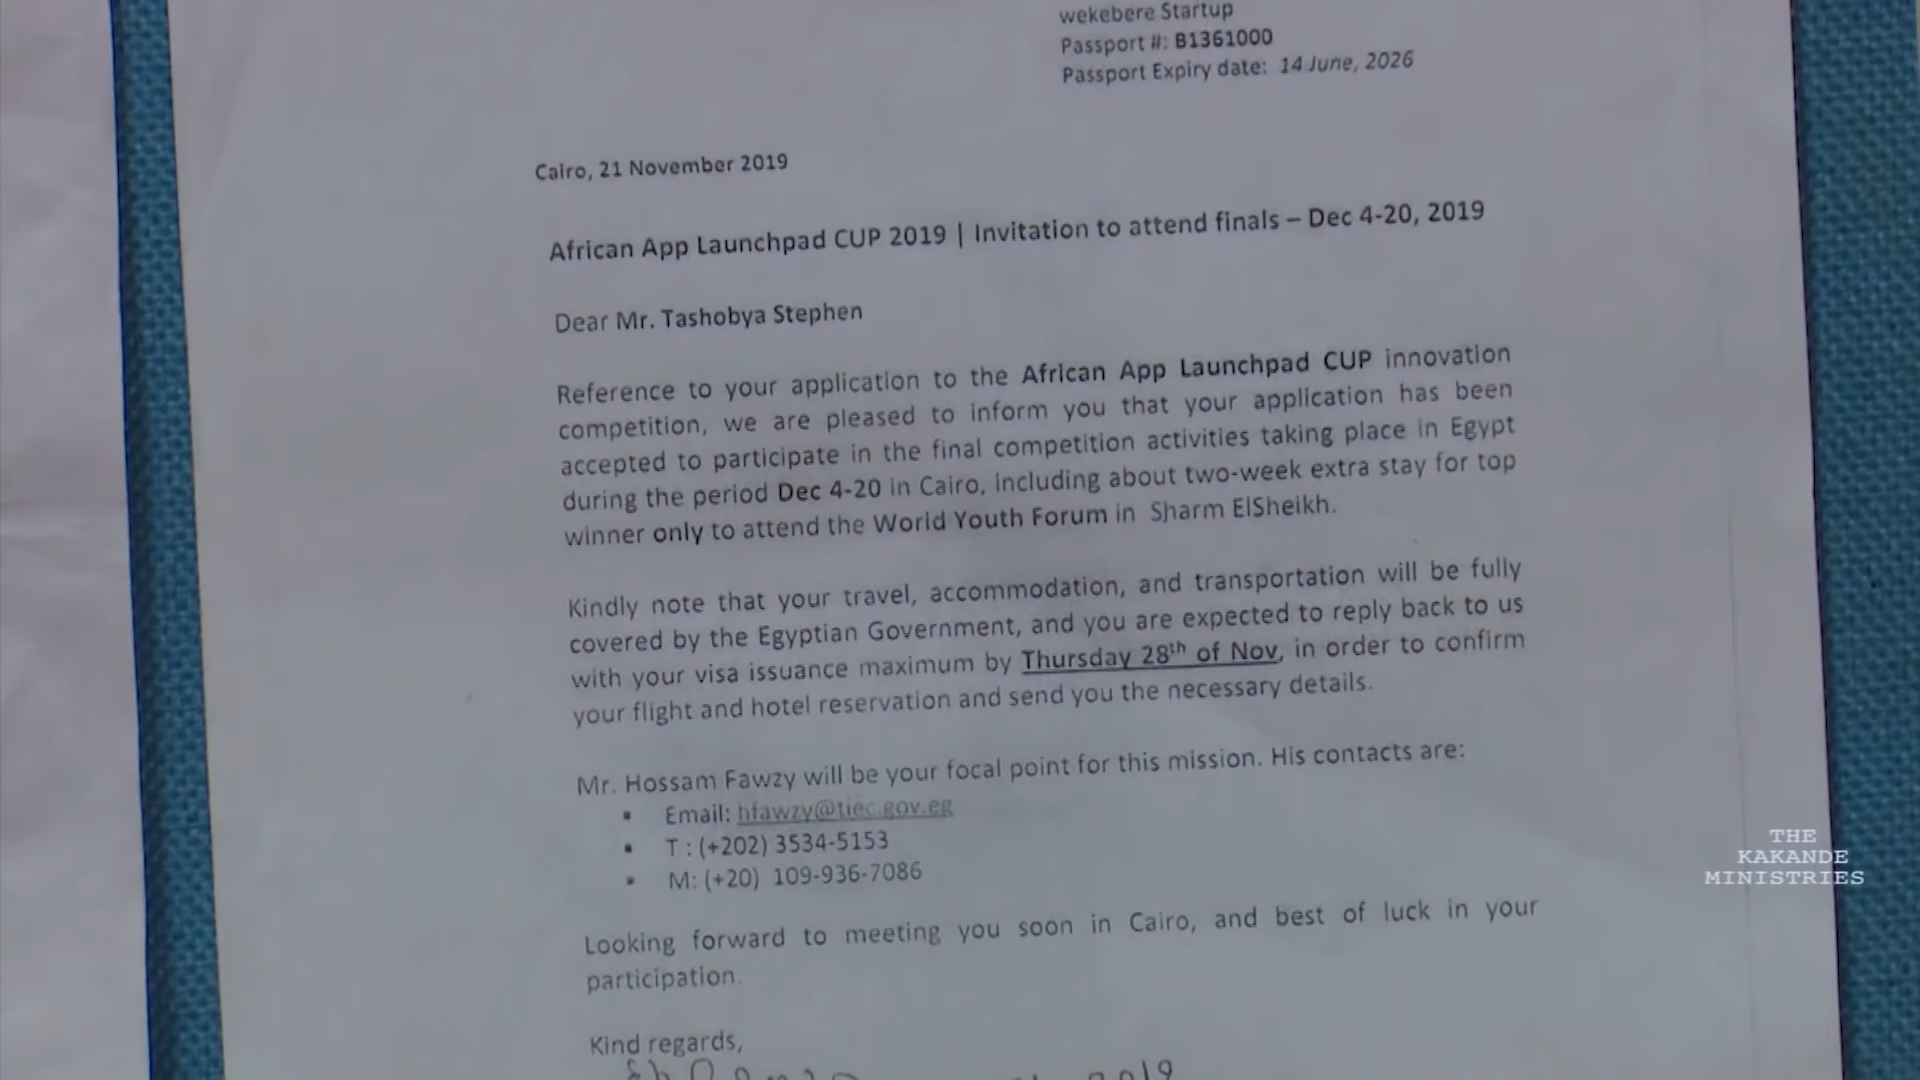 wekebere Startup
Passport #: B1361000
Passport Expiry date: 14 June, 2026
Cairo, 21 November 2019
African App Launchpad CUP 2019 | Invitation to attend finals – Dec 4-20, 2019
Dear Mr. Tashobya Stephen
Reference to your application to the African App Launchpad CUP innovation
competition, we are pleased to inform you that your application has been
accepted to participate in the final competition activities taking place in Egypt
during the period Dec 4-20 in Cairo, including about two-week extra stay for top
winner only to attend the World Youth Forum in Sharm ElSheikh.
Kindly note that your travel, accommodation, and transportation will be fully
covered by the Egyptian Government, and you are expected to reply back to us
with your visa issuance maximum by Thursday 28th of Nov, in order to confirm
your flight and hotel reservation and send you the necessary details.
Mr. Hossam Fawzy will be your focal point for this mission. His contacts are:
▪ Email: hfawzy@tiec.gov.eg
▪ T : (+202) 3534-5153
▪ M: (+20) 109-936-7086
Looking forward to meeting you soon in Cairo, and best of luck in your
participation.
Kind regards,
2019
THE
KAKANDE
MINISTRIES